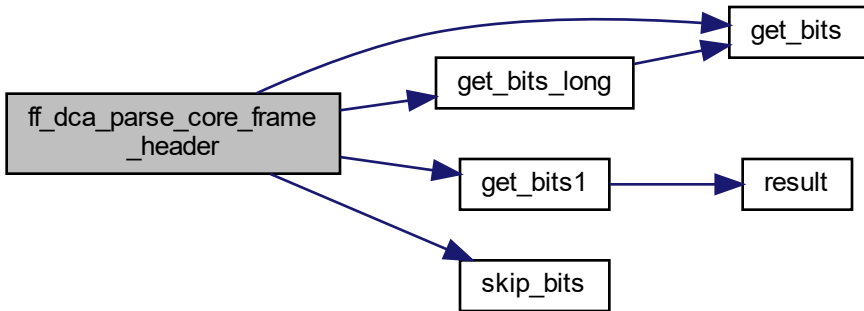 ff_dca_parse_core_frame
_header
get_bits
get_bits_long
get_bits1
result
skip_bits